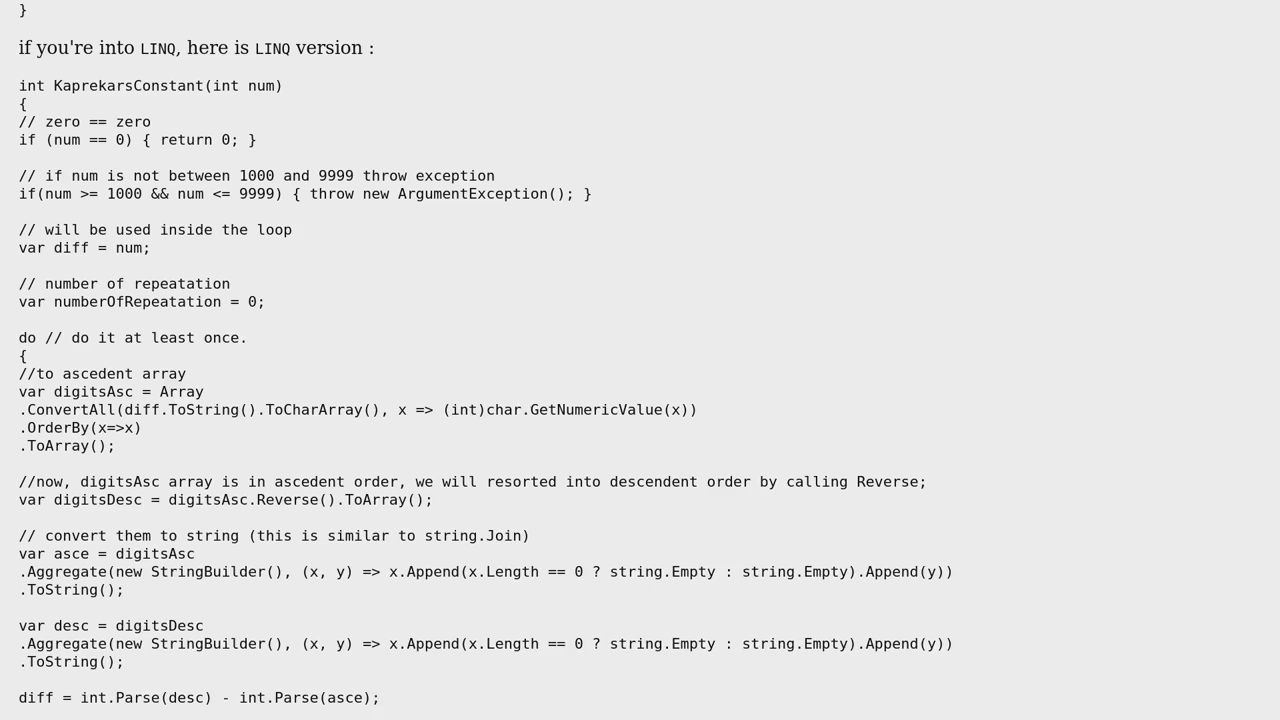 }
if you're into LINQ, here is LINQ version :
int KaprekarsConstant(int num)
{
// zero == zero
if (num == 0) { return 0; }
// if num is not between 1000 and 9999 throw exception
if(num >= 1000 && num <= 9999) { throw new ArgumentException(); }
// will be used inside the loop
var diff = num;
// number of repeatation
var numberOfRepeatation = 0;
do // do it at least once.
{
//to ascedent array
var digitsAsc = Array
.ConvertAll(diff.ToString().ToCharArray(), x => (int)char.GetNumericValue(x))
.OrderBy(x=>x)
.ToArray();
//now, digitsAsc array is in ascedent order, we will resorted into descendent order by calling Reverse;
var digitsDesc = digitsAsc.Reverse().ToArray();
// convert them to string (this is similar to string.Join)
var asce = digitsAsc
.Aggregate(new StringBuilder(), (x, y) => x.Append(x.Length == 0 ? string.Empty : string.Empty).Append(y))
.ToString();
var desc = digitsDesc
.Aggregate(new StringBuilder(), (x, y) => x.Append(x.Length == 0 ? string.Empty : string.Empty).Append(y))
.ToString();
diff = int.Parse(desc) - int.Parse(asce);